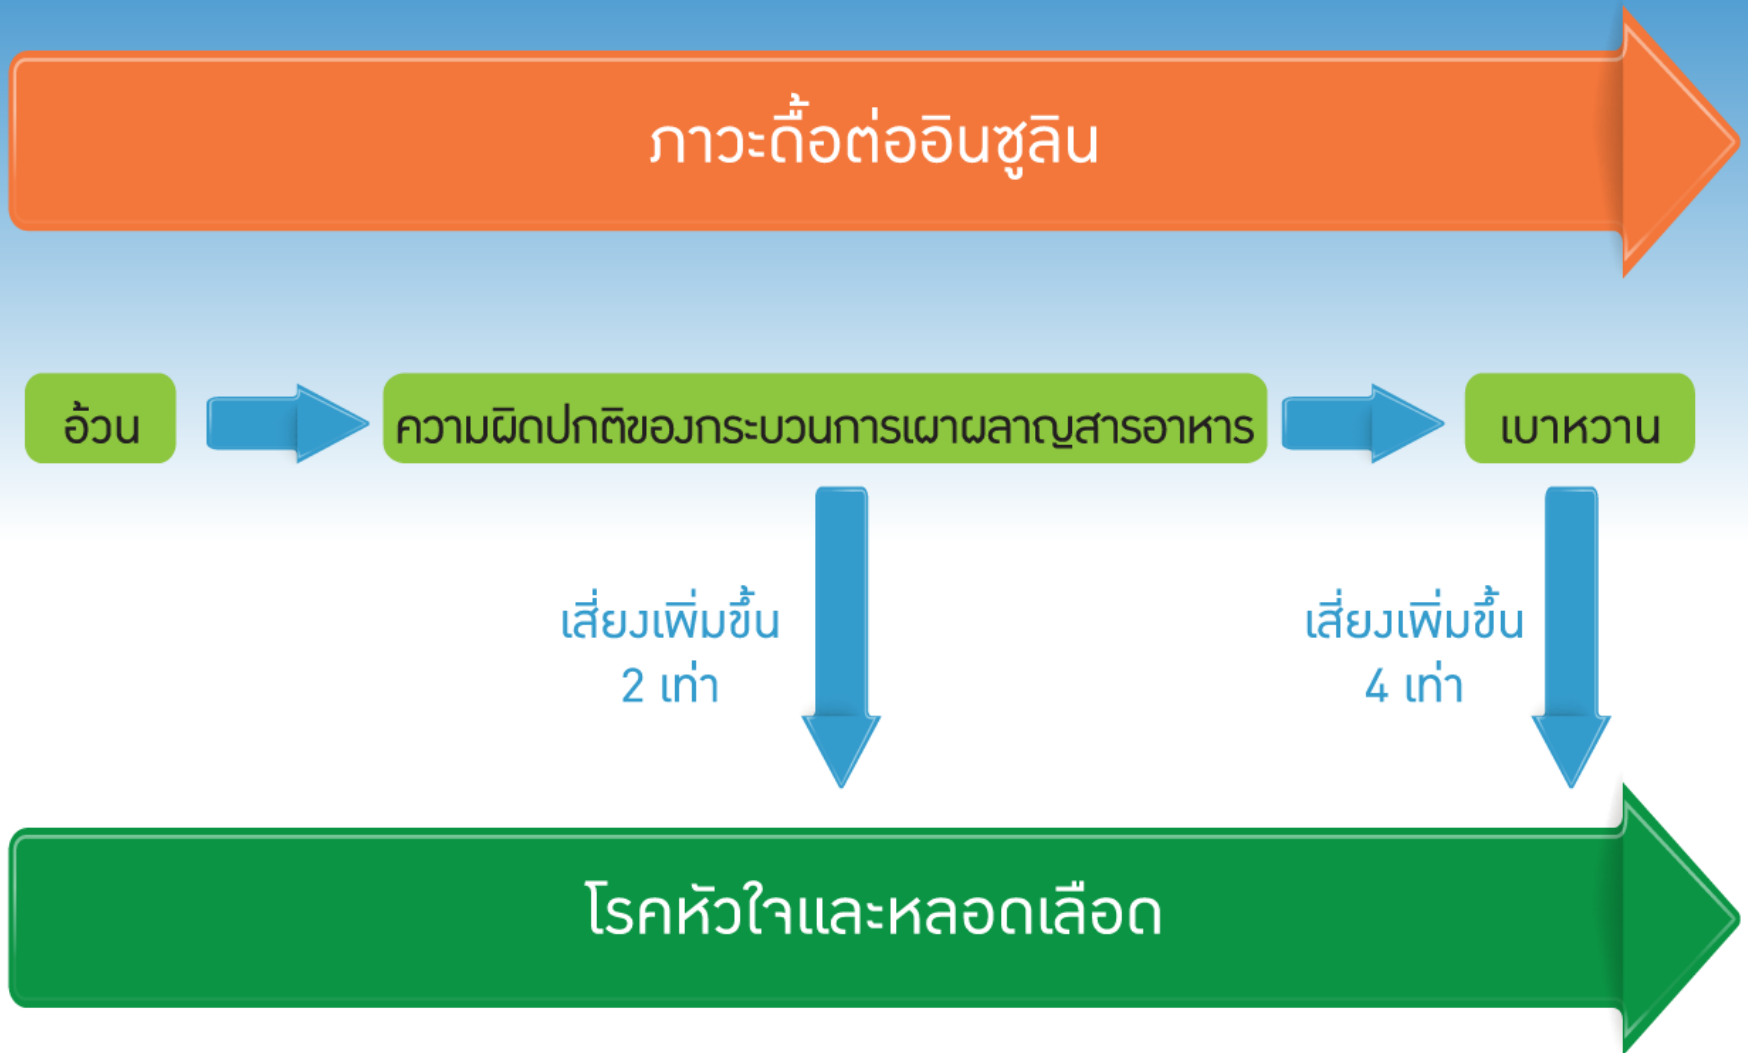 ภาวะดื้อต่ออินซูลิน
อ้วน
ความผิดปกติของกระบวนการเผาผลาญสารอาหาร
เบาหวาน
เสี่ยงเพิ่มขึ้น
2 เท่า
เสี่ยงเพิ่มขึ้น
4 เท่า
โรคหัวใจและหลอดเลือด